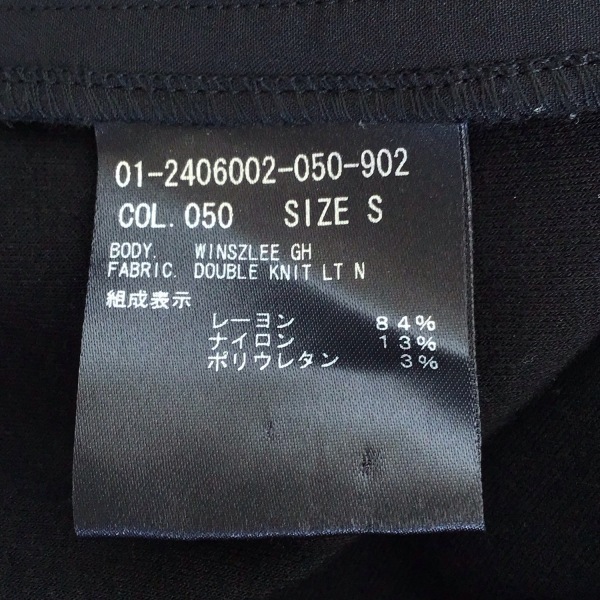 01-2406002-050-902
COL. 050 SIZE S
BODY. WINSZLEE GH
FABRIC. DOUBLE KNIT LT N
組成表示
レーヨン 84%
ナイロン 13%
ポリウレタン 3%